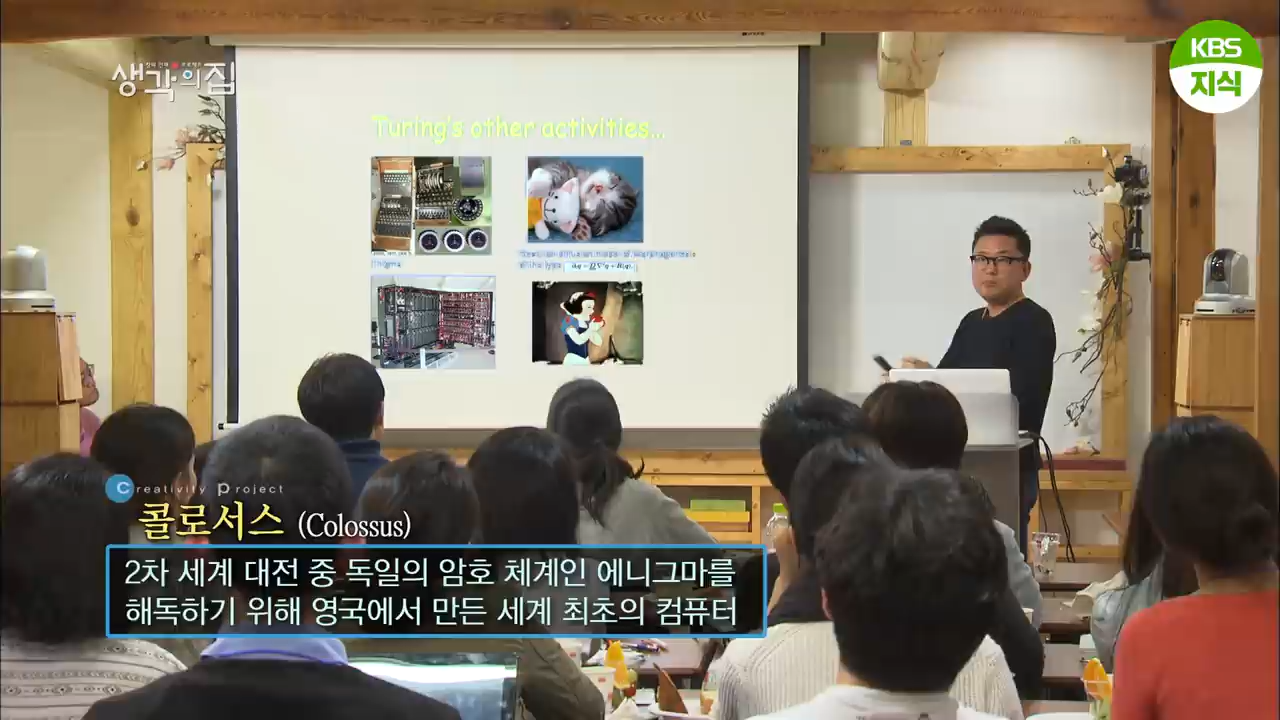 생각의집
KBS
지식
Turing's other activities...
Creativity Project
콜로서스 (Colossus)
2차 세계 대전 중 독일의 암호 체계인 에니그마를
해독하기 위해 영국에서 만든 세계 최초의 컴퓨터